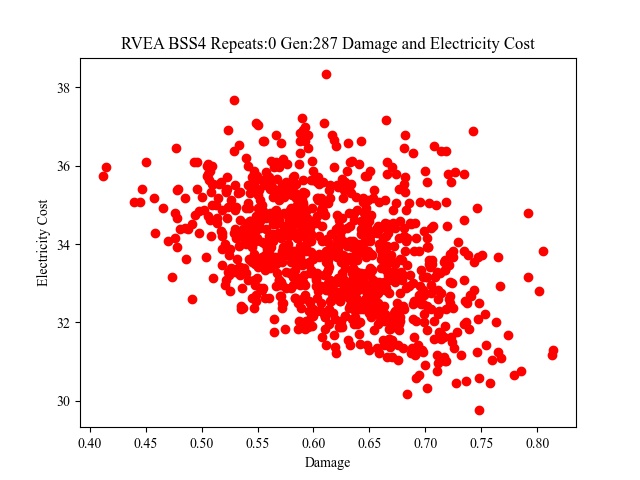 RVEA BSS4 Repeats:0 Gen:287 Damage and Electricity Cost
38
36
34
32
30
Electricity Cost
0.40 0.45 0.50 0.55 0.60 0.65 0.70 0.75 0.80
Damage